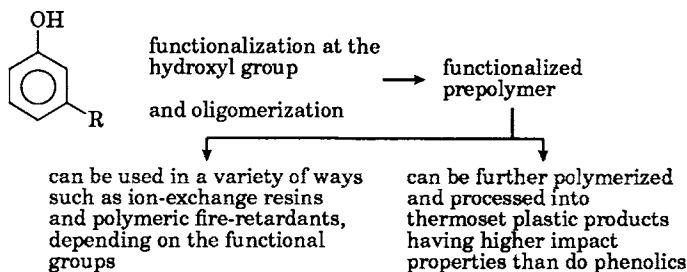 OH
R
functionalization at the
hydroxyl group
and oligomerization
functionalized
prepolymer
can be used in a variety of ways
such as ion-exchange resins
and polymeric fire-retardants,
depending on the functional
groups
can be further polymerized
and processed into
thermoset plastic products
having higher impact
properties than do phenolics